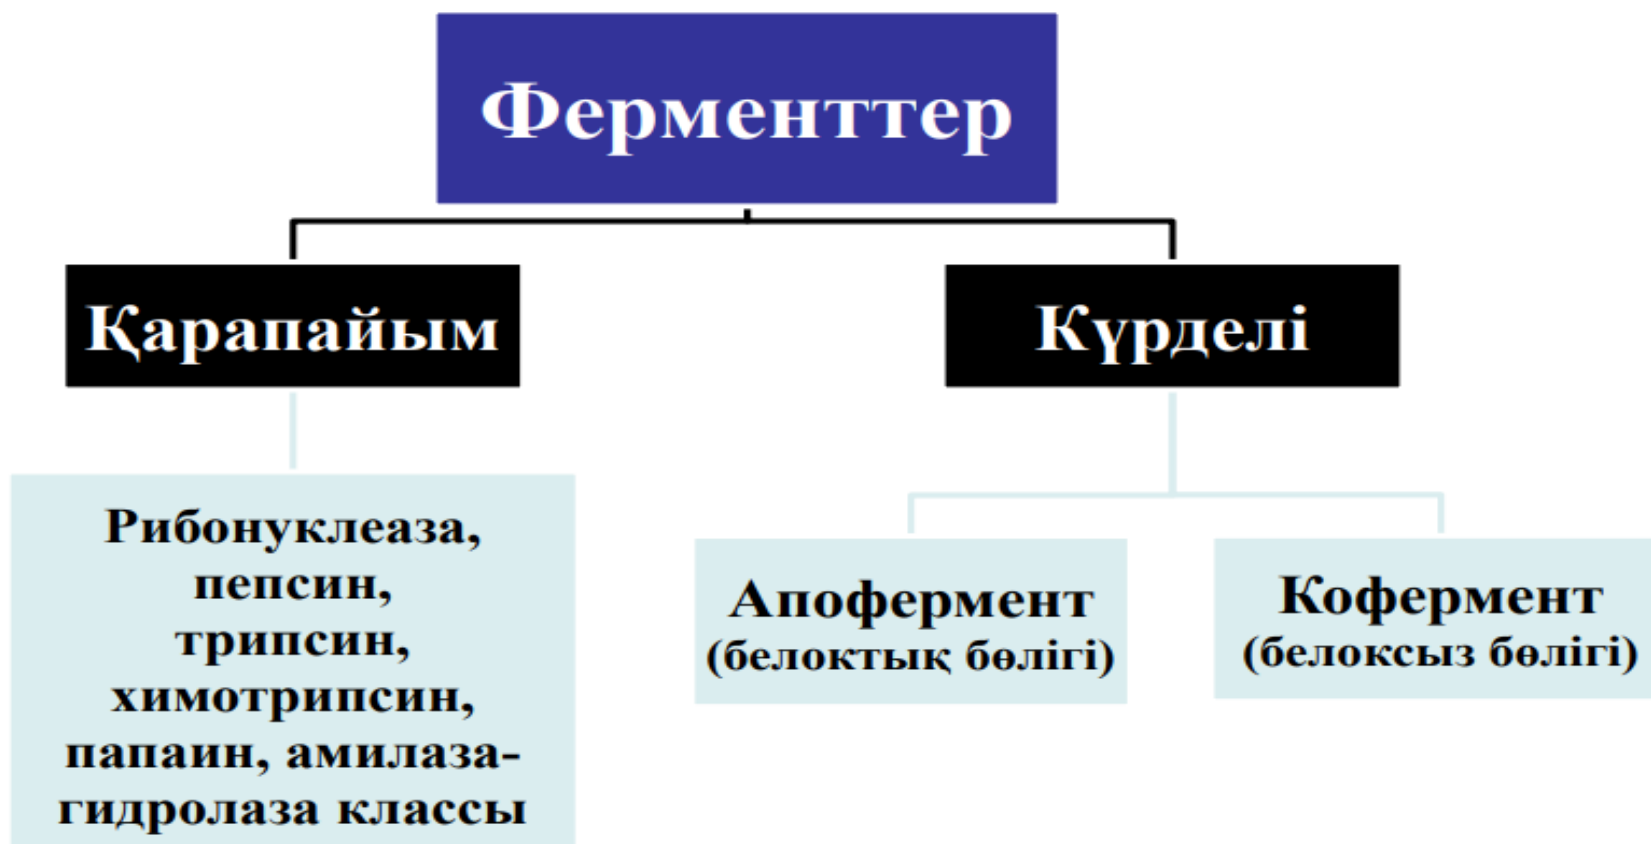 Ферменттер
Қарапайым
Күрделі
Рибонуклеаза,
пепсин,
трипсин,
химотрипсин,
папаин, амилаза-
гидролаза классы
Апофермент
(белоктық бөлігі)
Кофермент
(белоксыз бөлігі)